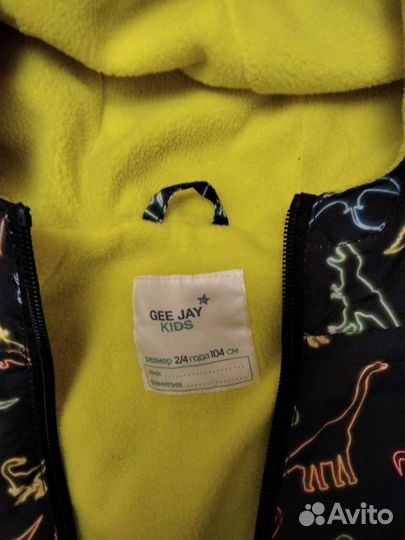 GEE JAY
KIDS
размер 2/4 года 104 см
имя
фамилия
Avito